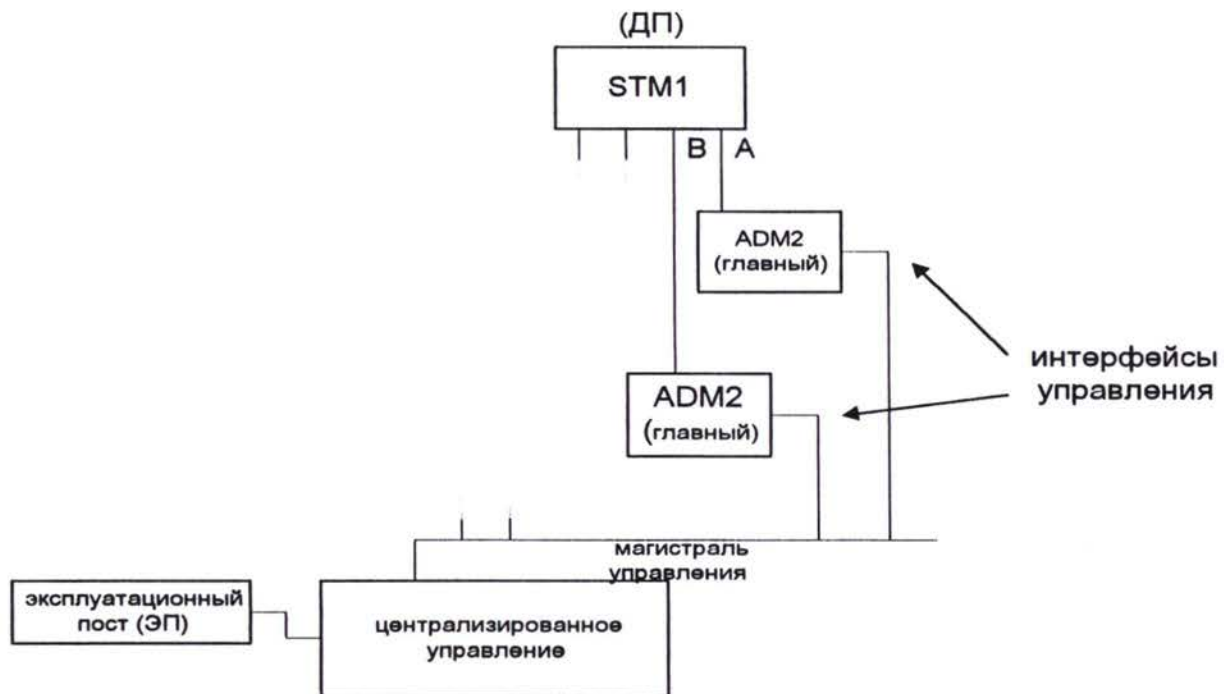 (ДП)
STM1
B
A
ADM2
(главный)
интерфейсы
управления
ADM2
(главный)
магистраль
управления
эксплуатационный
пост (ЭП)
централизированное
управление